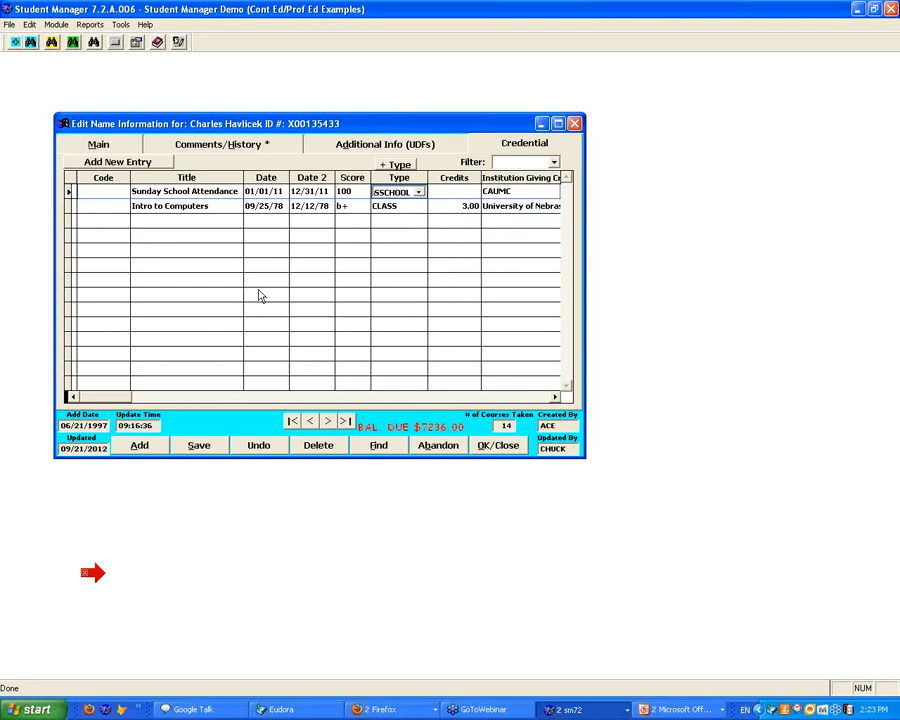 Student Manager 7.2.A.006 - Student Manager Demo (Cont Ed/Prof Ed Examples)
File Edit Module Reports Tools Help
Edit Name Information for: Charles Havlicek ID #: X00135433
Main Comments/History * Additional Info (UDFs) Credential
Add New Entry + Type Filter:
Code Title Date Date 2 Score Type Credits Institution Giving Cr
Sunday School Attendance 01/01/11 12/31/11 100 SSCHOOL CAUMC
Intro to Computers 09/25/78 12/12/78 b+ CLASS 3.00 University of Nebras
Add Date Update Time # of Courses Taken Created By
06/21/1997 09:16:36 |< < > >| BAL. DUE $7236.00 14 ACE
Updated Updated By
09/21/2012 Add Save Undo Delete Find Abandon OK/Close CHUCK
Done NUM
start Google Talk Eudora 2 Firefox GoToWebinar 2 sm72 2 Microsoft Off... EN 2:23 PM